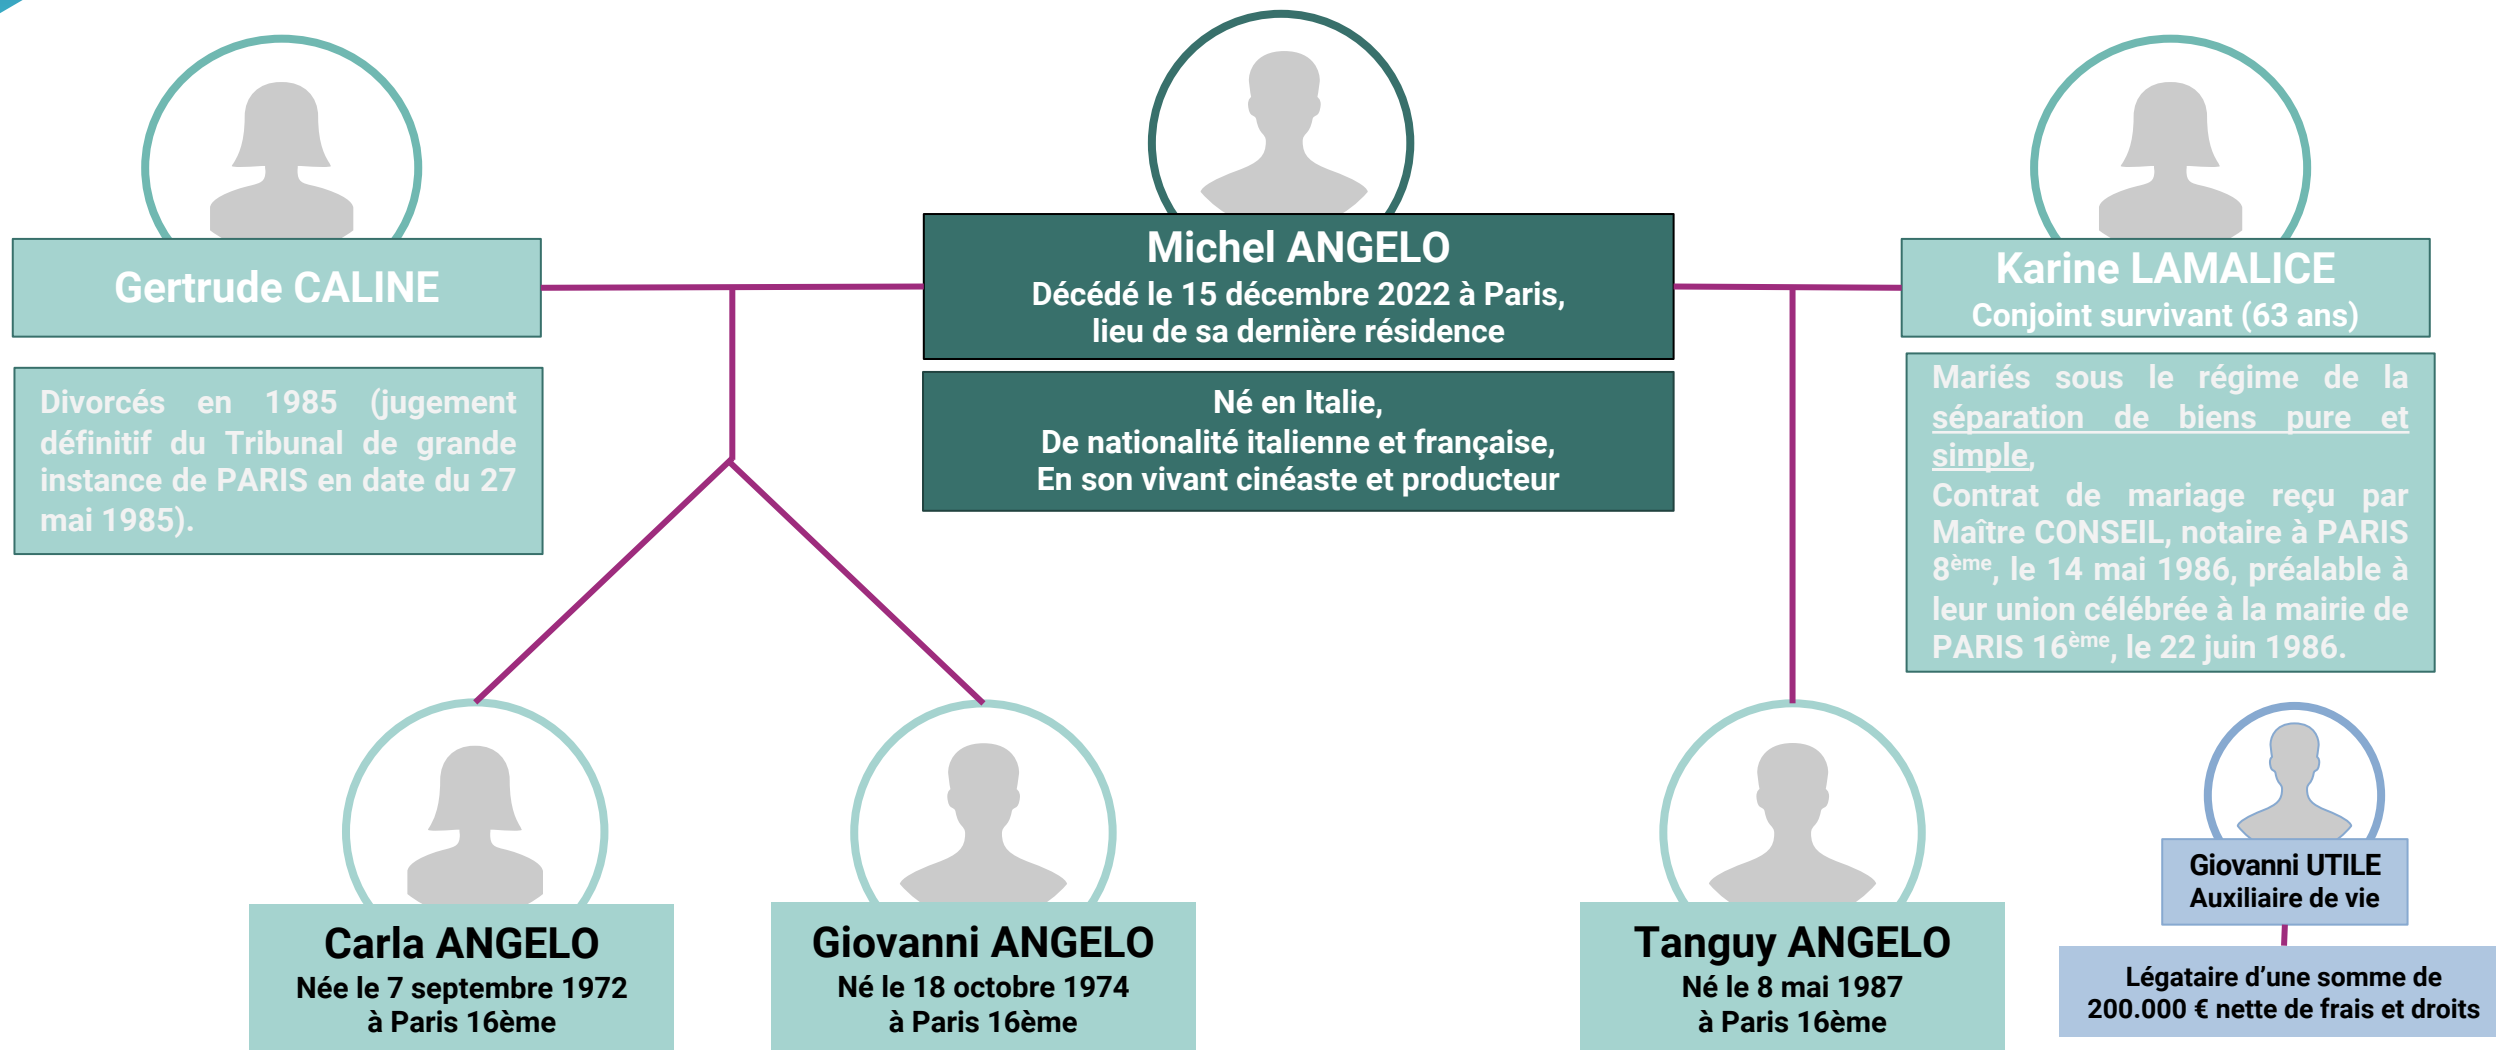 Gertrude CALINE
Divorcés en 1985 (jugement
définitif du Tribunal de grande
instance de PARIS en date du 27
mai 1985).
Michel ANGELO
Décédé le 15 décembre 2022 à Paris,
lieu de sa dernière résidence
Né en Italie,
De nationalité italienne et française,
En son vivant cinéaste et producteur
Karine LAMALICE
Conjoint survivant (63 ans)
Mariés sous le régime de la
séparation de biens pure et
simple,
Contrat de mariage reçu par
Maître CONSEIL, notaire à PARIS
8ème, le 14 mai 1986, préalable à
leur union célébrée à la mairie de
PARIS 16ème, le 22 juin 1986.
Carla ANGELO
Née le 7 septembre 1972
à Paris 16ème
Giovanni ANGELO
Né le 18 octobre 1974
à Paris 16ème
Tanguy ANGELO
Né le 8 mai 1987
à Paris 16ème
Giovanni UTILE
Auxiliaire de vie
Légataire d’une somme de
200.000 € nette de frais et droits